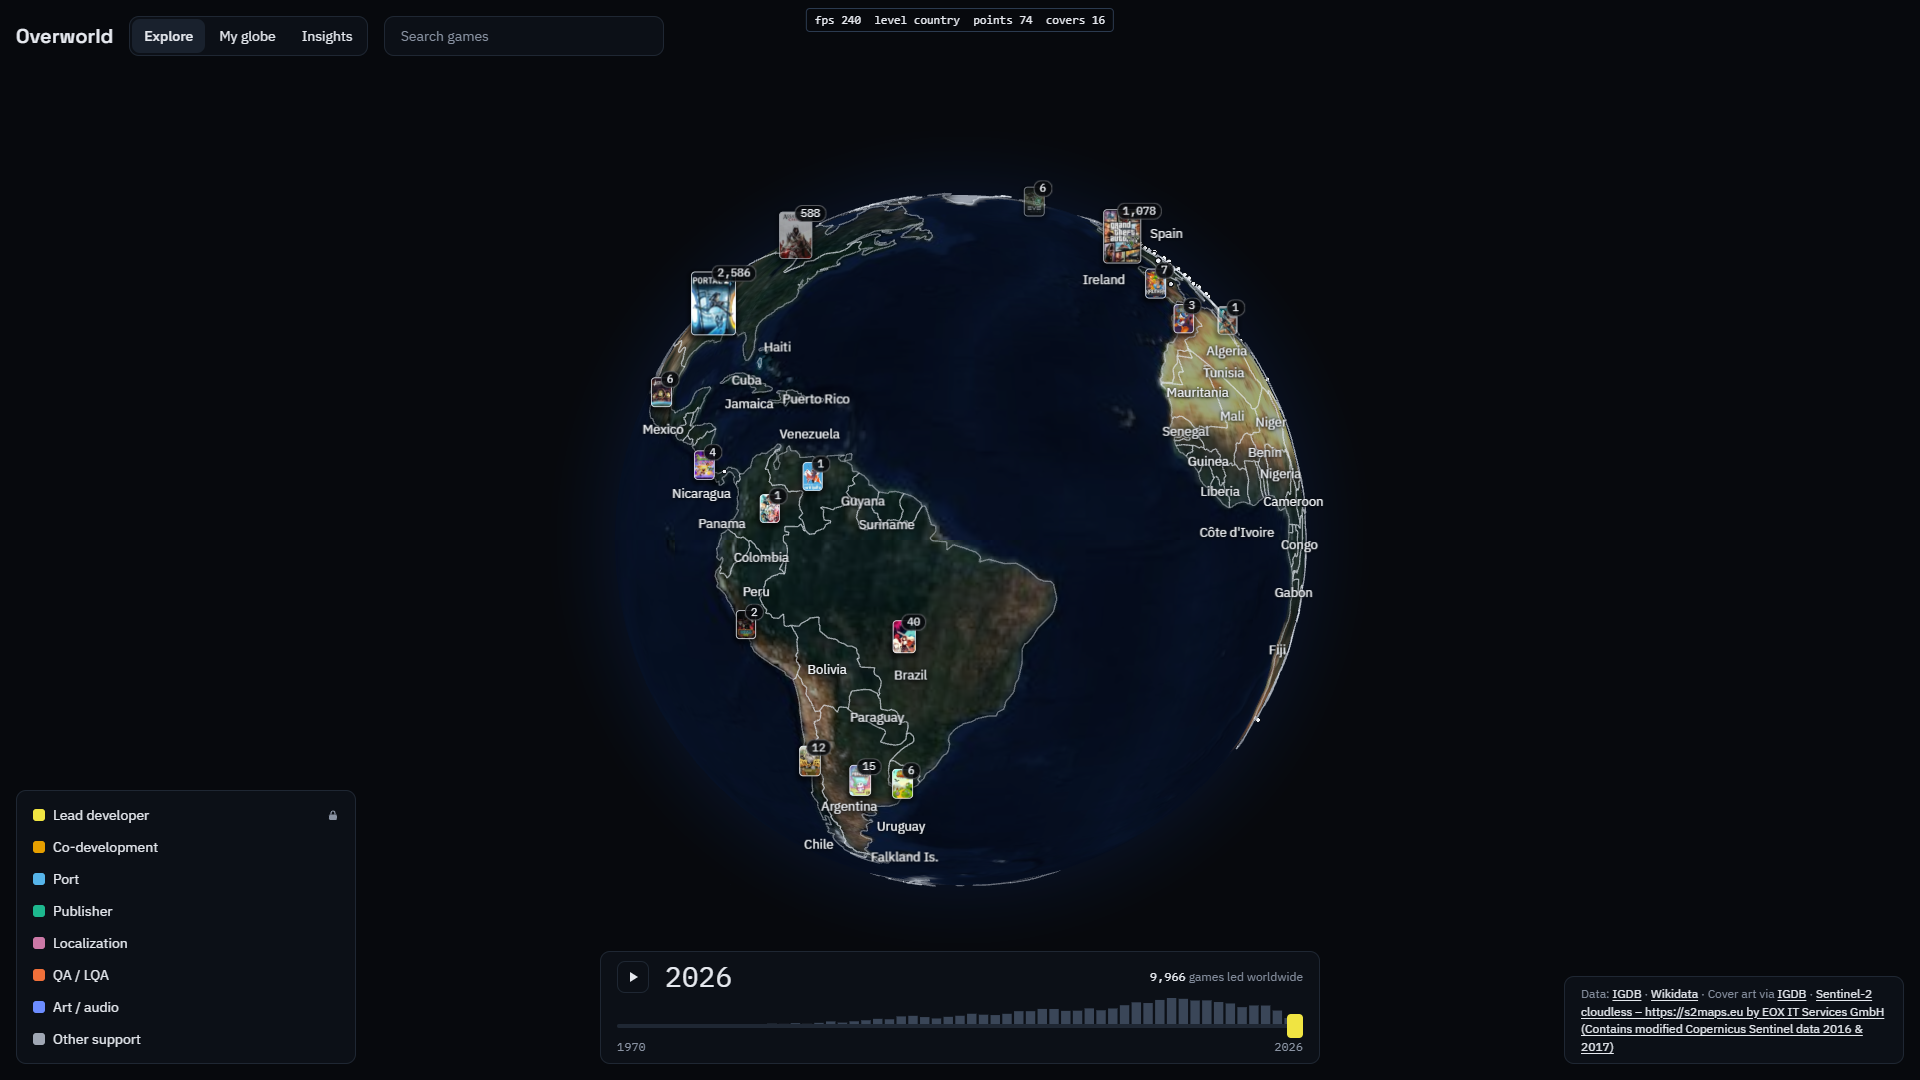 Overworld
Explore
My globe
Insights
Search games
fps 240 level country points 74 covers 16
6
588
1,078
Spain
2,586
PORTAL 2
Grand Theft Auto
Ireland
7
3
1
Haiti
Algeria
Tunisia
Cuba
6
Jamaica
Puerto Rico
Mauritania
Mali
Niger
Mexico
Venezuela
Senegal
4
1
Benin
Guinea
Nigeria
Nicaragua
1
Guyana
Liberia
Cameroon
Panama
Suriname
Côte d'Ivoire
Congo
Colombia
Peru
Gabon
2
40
Fiji
Bolivia
Brazil
Paraguay
12
15
6
Argentina
Uruguay
Chile
Falkland Is.
Lead developer
Co-development
Port
Publisher
Localization
QA / LQA
Art / audio
Other support
2026
9,966 games led worldwide
1970
2026
Data: IGDB · Wikidata · Cover art via IGDB · Sentinel-2
cloudless – https://s2maps.eu by EOX IT Services GmbH
(Contains modified Copernicus Sentinel data 2016 &
2017)